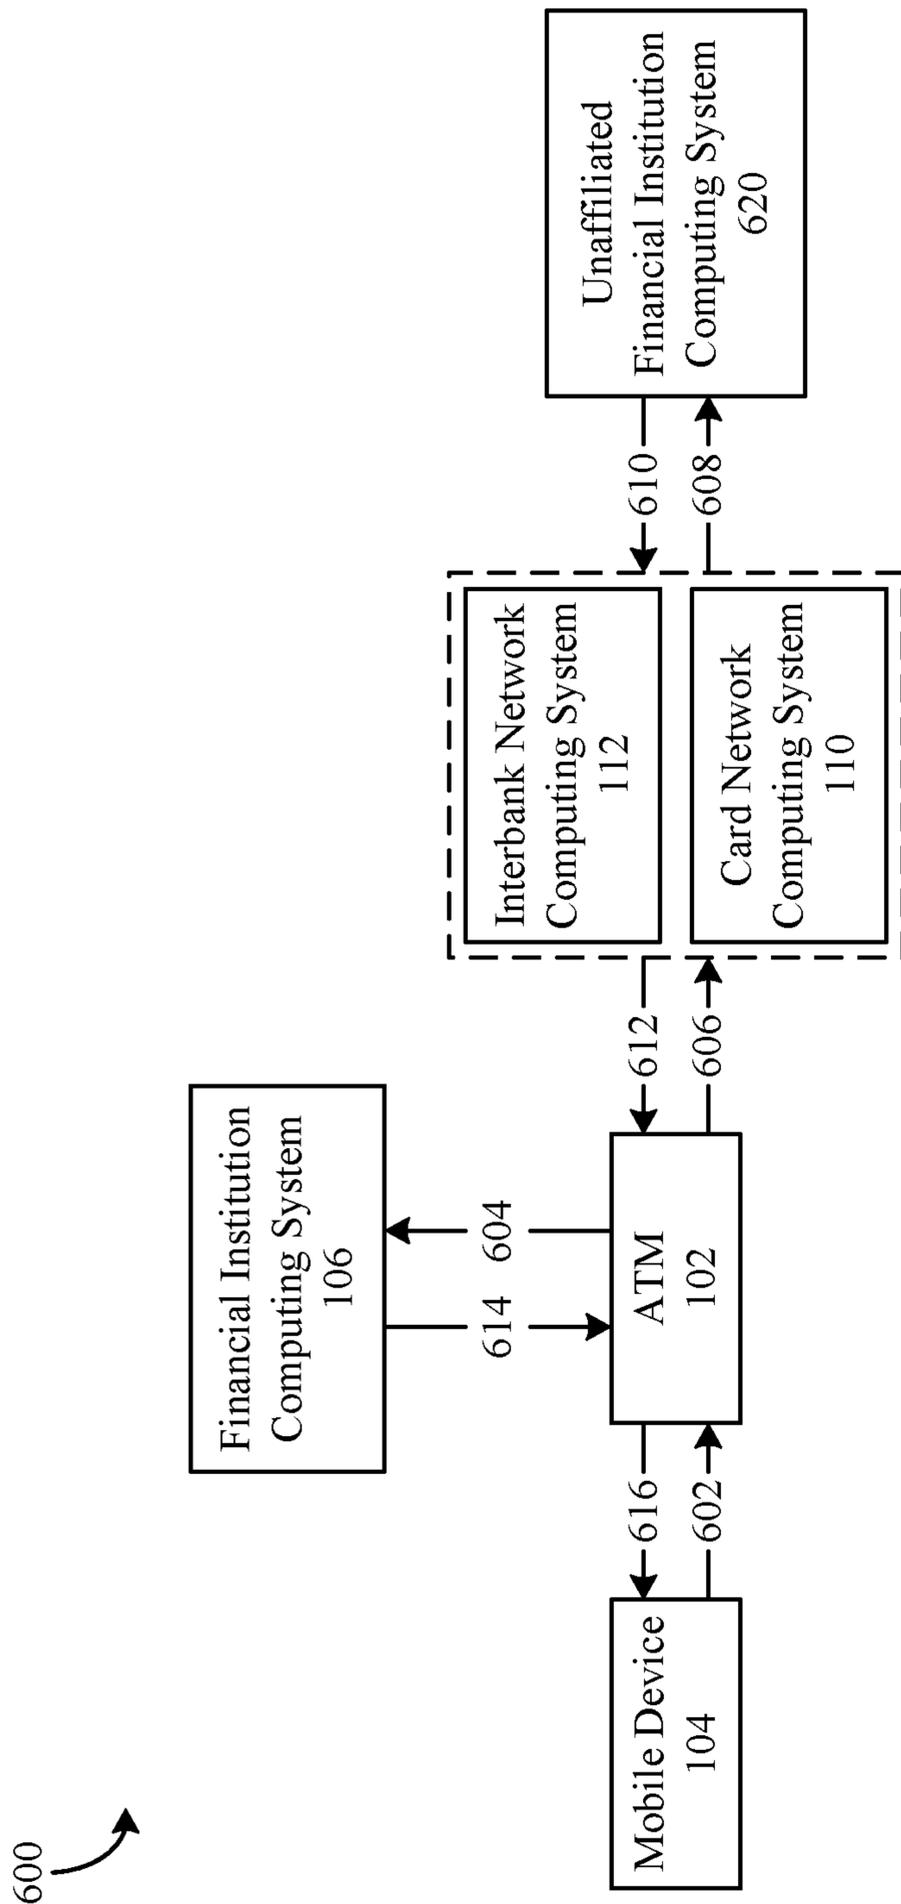 600
Financial Institution
Computing System
106
614
604
Mobile Device
104
616
602
ATM
102
612
606
Interbank Network
Computing System
112
Card Network
Computing System
110
610
608
Unaffiliated
Financial Institution
Computing System
620